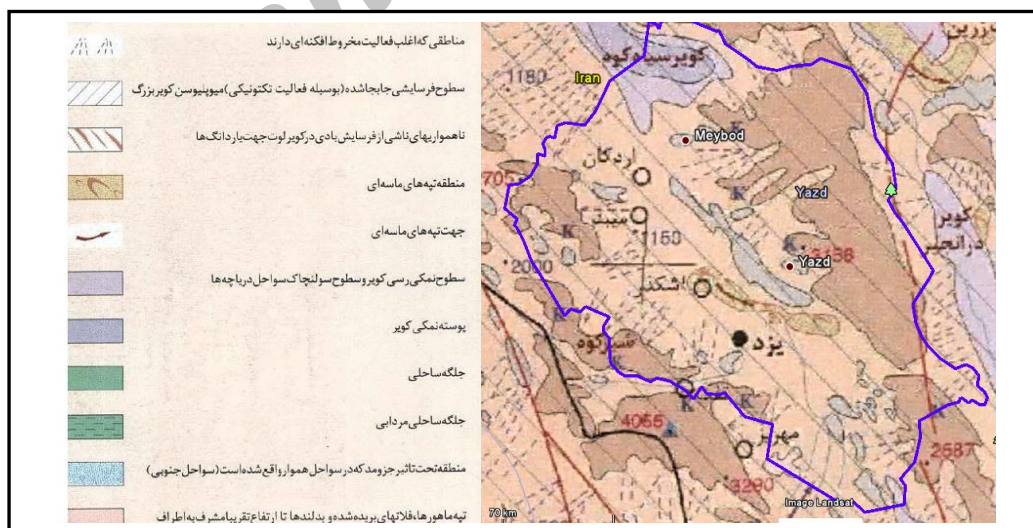 مناطقی که اغلب فعالیت مخروط افکنه ای دارند
سطوح فرسایشی جابجا شده (بوسیله فعالیت تکتونیکی) میوپلیوسن کویر بزرگ
ناهمواریهای ناشی از فرسایش بادی در کویر لوت جهت یاردانگ ها
منطقه تپه های ماسه ای
جهت تپه های ماسه ای
سطوح نمکی رسی کویر و سطوح سولنچاک سواحل دریاچه ها
پوسته نمکی کویر
جلگه ساحلی
جلگه ساحلی مردابی
منطقه تحت تاثیر جزر و مد که در سواحل هموار واقع شده است (سواحل جنوبی)
تپه ماهورها، فلاتهای بریده شده و بدلندها تا ارتفاع تقریبا مشرف به اطراف
زرین
کویر سیاه کوه
1180
Iran
K
Meybod
اردکان
705
K
Yazd
میبد
K
1150
K
کویر
درانجیر
2000
Yazd
اشکذر
K
یزد
شیرکوه
K
K
K
K
4055
مهریز
2587
3290
Image Landsat
70 km